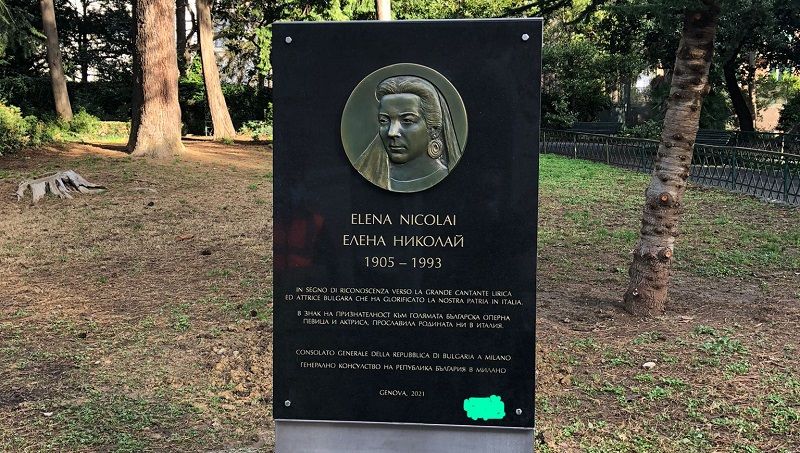 ELENA NICOLAI
ЕЛЕНА НИКОЛАЙ
1905 – 1993
IN SEGNO DI RICONOSCENZA VERSO LA GRANDE CANTANTE LIRICA
ED ATTRICE BULGARA CHE HA GLORIFICATO LA NOSTRA PATRIA IN ITALIA.
В ЗНАК НА ПРИЗНАТЕЛНОСТ КЪМ ГОЛЯМАТА БЪЛГАРСКА ОПЕРНА
ПЕВИЦА И АКТРИСА, ПРОСЛАВИЛА РОДИНАТА НИ В ИТАЛИЯ.
CONSOLATO GENERALE DELLA REPUBBLICA DI BULGARIA A MILANO
ГЕНЕРАЛНО КОНСУЛСТВО НА РЕПУБЛИКА БЪЛГАРИЯ В МИЛАНО
GENOVA, 2021